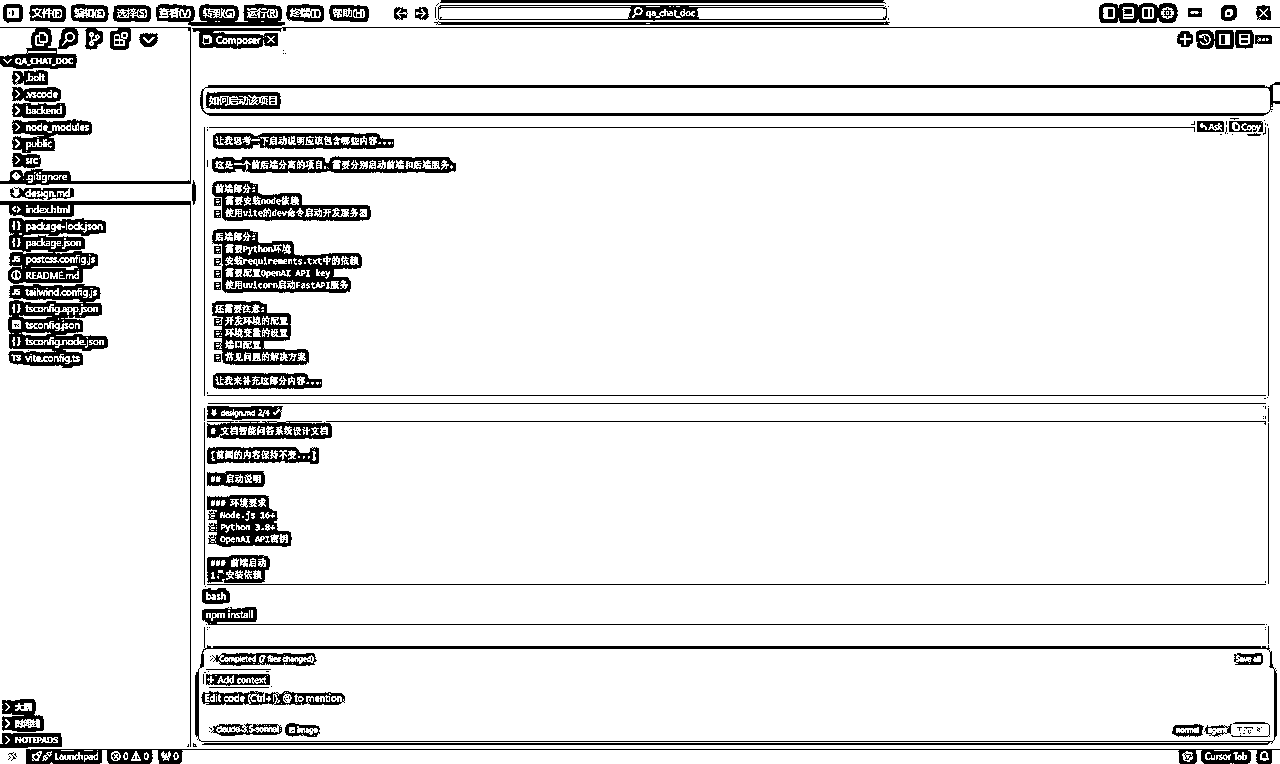 文件(F) 编辑(E) 选择(S) 查看(V) 转到(G) 运行(R) 终端(T) 帮助(H)
qa_chat_doc
Composer
QA_CHAT_DOC
.bolt
.vscode
backend
node_modules
public
src
.gitignore
design.md
index.html
package-lock.json
package.json
postcss.config.js
README.md
tailwind.config.js
tsconfig.app.json
tsconfig.json
tsconfig.node.json
vite.config.ts
大纲
时间线
NOTEPADS
如何启动该项目
Ask Copy
让我思考一下启动说明应该包含哪些内容...
这是一个前后端分离的项目，需要分别启动前端和后端服务。
前端部分：
需要安装node依赖
使用vite的dev命令启动开发服务器
后端部分：
需要Python环境
安装requirements.txt中的依赖
需要配置OpenAI API key
使用uvicorn启动FastAPI服务
还需要注意：
开发环境的配置
环境变量的设置
端口配置
常见问题的解决方案
让我来补充这部分内容...
design.md 2/4
# 文档智能问答系统设计文档
[前面的内容保持不变...]
## 启动说明
### 环境要求
Node.js 16+
Python 3.8+
OpenAI API密钥
### 前端启动
1. 安装依赖
bash
npm install
Completed (7 files changed)
Save all
+ Add context
Edit code (Ctrl+I), @ to mention
claude-3.5-sonnet image
normal agent
Launchpad 0 0 0
Cursor Tab